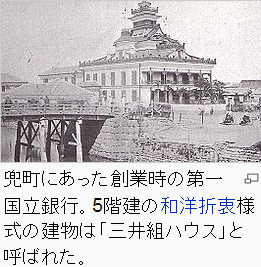 兜町にあった創業時の第一
国立銀行。5階建の和洋折衷様
式の建物は「三井組ハウス」と
呼ばれた。